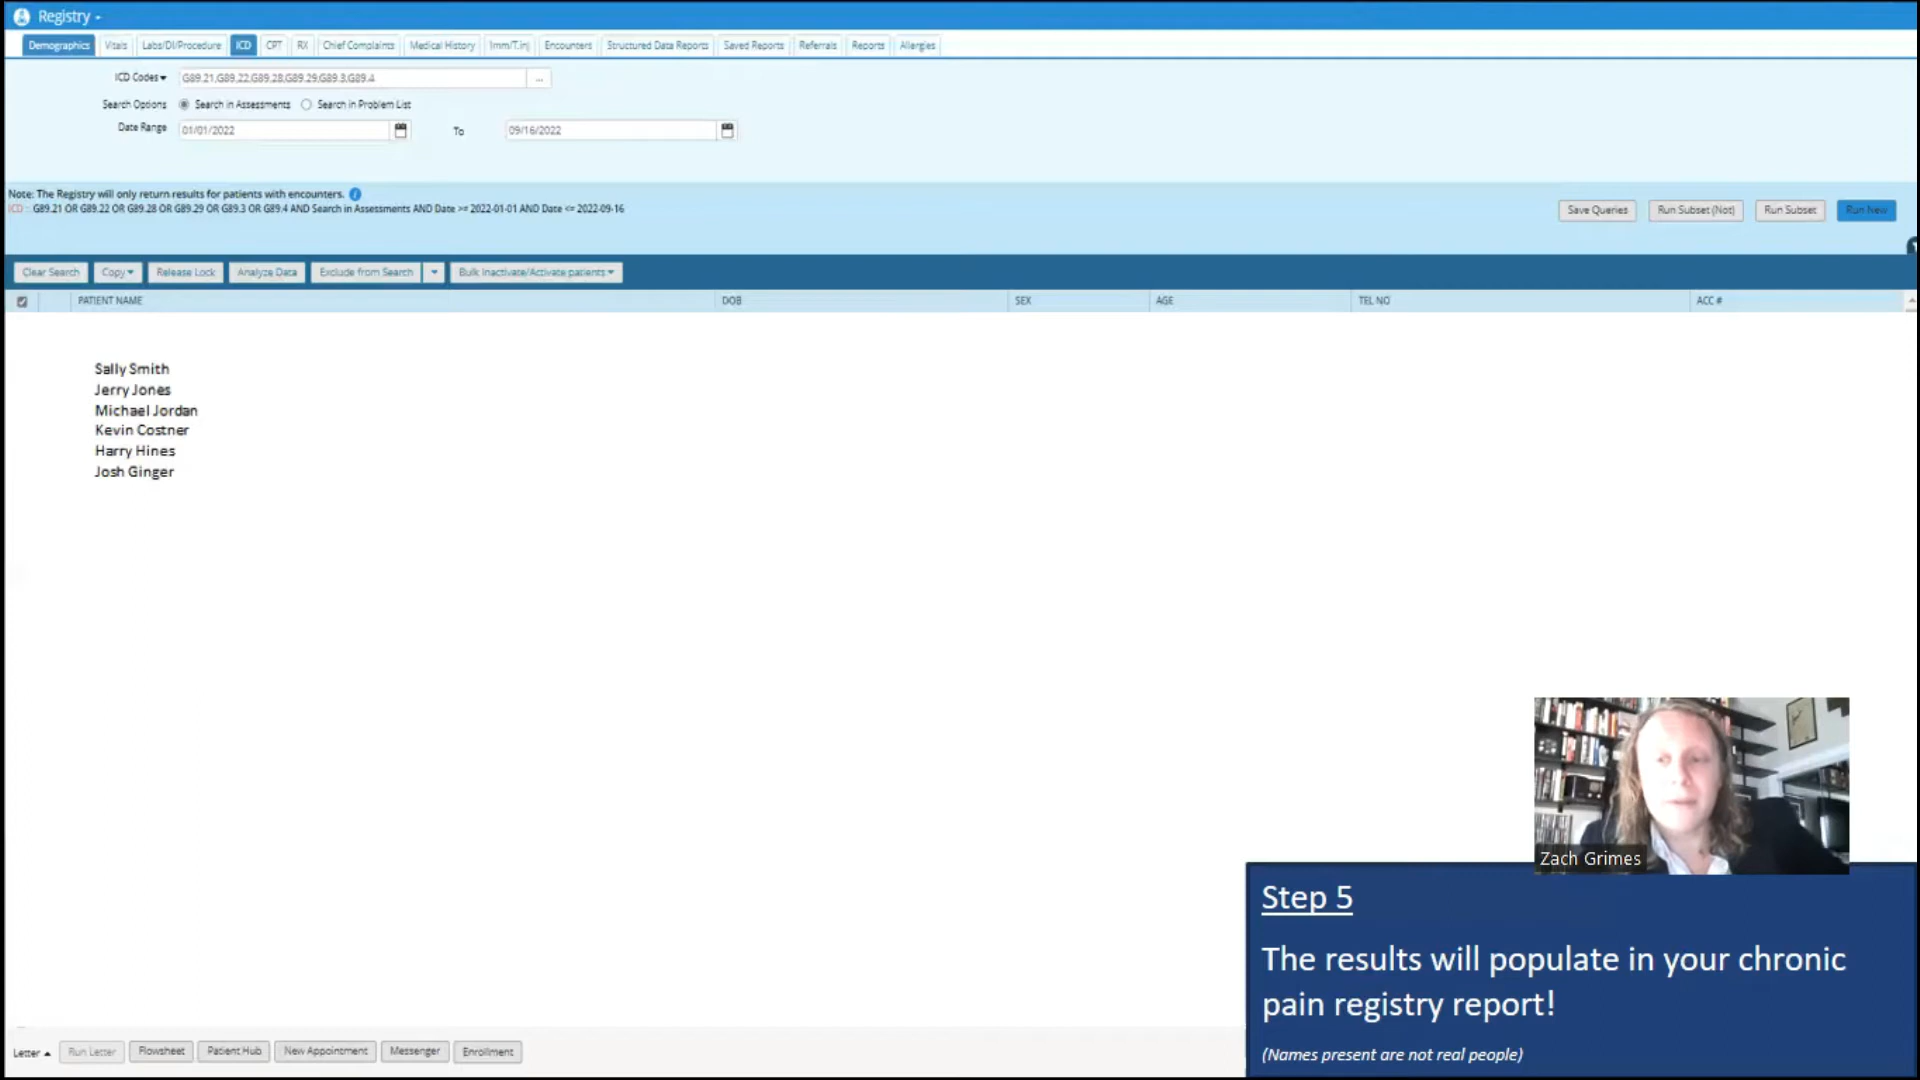 Registry
Demographics Vitals Labs/DI/Procedure ICD CPT RX Chief Complaints Medical History Imm/T.inj Encounters Structured Data Reports Saved Reports Referrals Reports Allergies
ICD Codes G89.21,G89.22,G89.28,G89.29,G89.3,G89.4 ...
Search Options Search in Assessments Search in Problem List
Date Range 01/01/2022 To 09/16/2022
Note: The Registry will only return results for patients with encounters.
ICD : G89.21 OR G89.22 OR G89.28 OR G89.29 OR G89.3 OR G89.4 AND Search in Assessments AND Date >= 2022-01-01 AND Date <= 2022-09-16
Save Queries Run Subset (Not) Run Subset Run New
Clear Search Copy Release Lock Analyze Data Exclude from Search Bulk Inactivate/Activate patients
PATIENT NAME DOB SEX AGE TEL NO ACC #
Sally Smith
Jerry Jones
Michael Jordan
Kevin Costner
Harry Hines
Josh Ginger
Zach Grimes
Step 5
The results will populate in your chronic
pain registry report!
(Names present are not real people)
Letter Run Letter Flowsheet Patient Hub New Appointment Messenger Enrollment